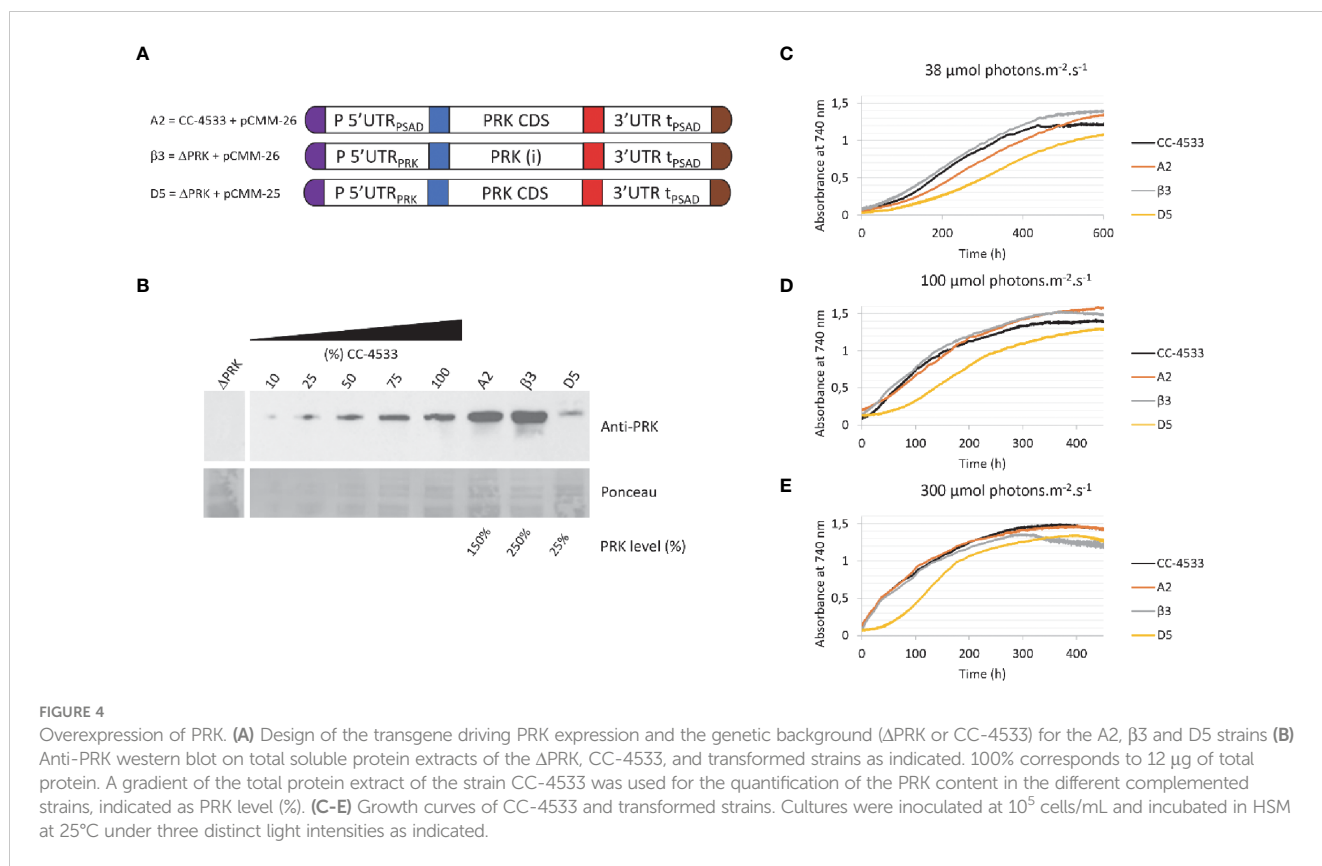 A
A2 = CC-4533 + pCMM-26
P 5'UTR PSAD
PRK CDS
3'UTR tPSAD
β3 = ΔPRK + pCMM-26
P 5'UTR PRK
PRK (i)
3'UTR tPSAD
D5 = ΔPRK + pCMM-25
P 5'UTR PRK
PRK CDS
3'UTR tPSAD
B
(%) CC-4533
ΔPRK 10 25 50 75 100 A2 β3 D5
Anti-PRK
Ponceau
150% 250% 25% PRK level (%)
C
38 µmol photons.m⁻².s⁻¹
Absorbrance at 740 nm
1,5
1
0,5
0
0 200 400 600
Time (h)
CC-4533
A2
β3
D5
D
100 µmol photons.m⁻².s⁻¹
Absorbance at 740 nm
1,5
1
0,5
0
0 100 200 300 400
Time (h)
CC-4533
A2
β3
D5
E
300 µmol photons.m⁻².s⁻¹
Absorbance at 740 nm
1,5
1
0,5
0
0 100 200 300 400
Time (h)
CC-4533
A2
β3
D5
FIGURE 4
Overexpression of PRK. (A) Design of the transgene driving PRK expression and the genetic background (ΔPRK or CC-4533) for the A2, β3 and D5 strains (B)
Anti-PRK western blot on total soluble protein extracts of the ΔPRK, CC-4533, and transformed strains as indicated. 100% corresponds to 12 µg of total
protein. A gradient of the total protein extract of the strain CC-4533 was used for the quantification of the PRK content in the different complemented
strains, indicated as PRK level (%). (C-E) Growth curves of CC-4533 and transformed strains. Cultures were inoculated at 10⁵ cells/mL and incubated in HSM
at 25°C under three distinct light intensities as indicated.